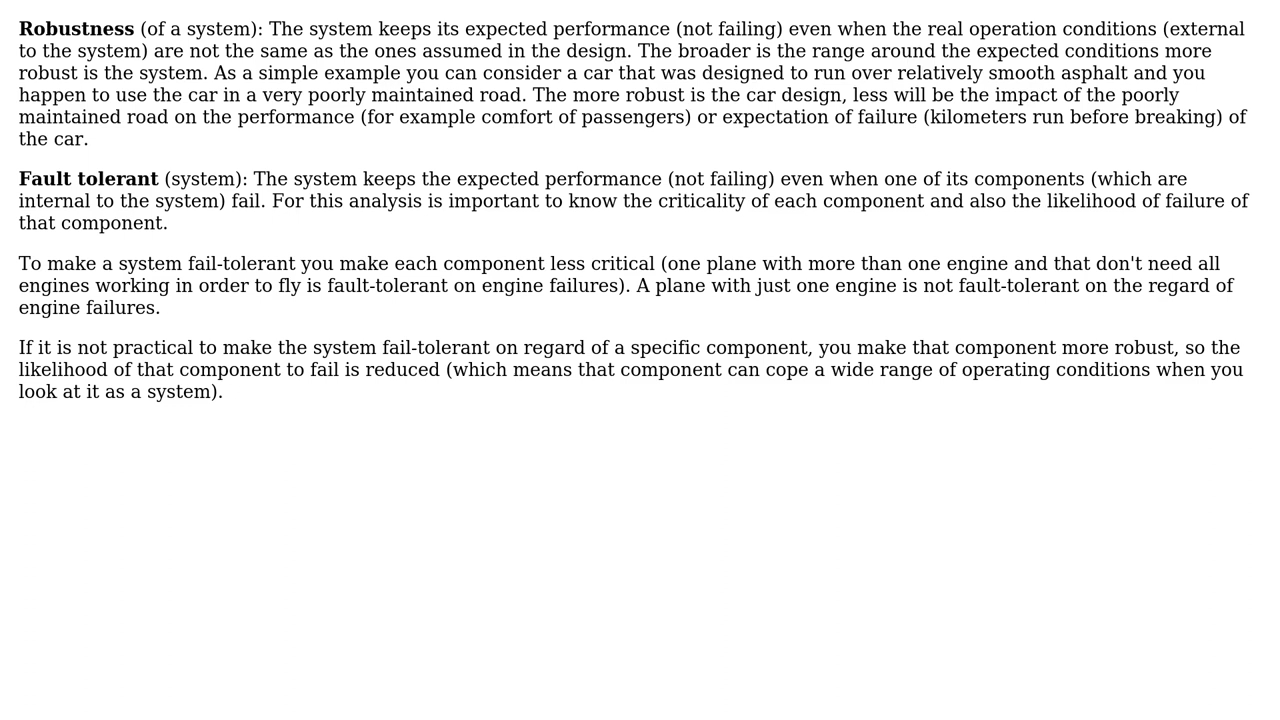 Robustness (of a system): The system keeps its expected performance (not failing) even when the real operation conditions (external
to the system) are not the same as the ones assumed in the design. The broader is the range around the expected conditions more
robust is the system. As a simple example you can consider a car that was designed to run over relatively smooth asphalt and you
happen to use the car in a very poorly maintained road. The more robust is the car design, less will be the impact of the poorly
maintained road on the performance (for example comfort of passengers) or expectation of failure (kilometers run before breaking) of
the car.
Fault tolerant (system): The system keeps the expected performance (not failing) even when one of its components (which are
internal to the system) fail. For this analysis is important to know the criticality of each component and also the likelihood of failure of
that component.
To make a system fail-tolerant you make each component less critical (one plane with more than one engine and that don't need all
engines working in order to fly is fault-tolerant on engine failures). A plane with just one engine is not fault-tolerant on the regard of
engine failures.
If it is not practical to make the system fail-tolerant on regard of a specific component, you make that component more robust, so the
likelihood of that component to fail is reduced (which means that component can cope a wide range of operating conditions when you
look at it as a system).